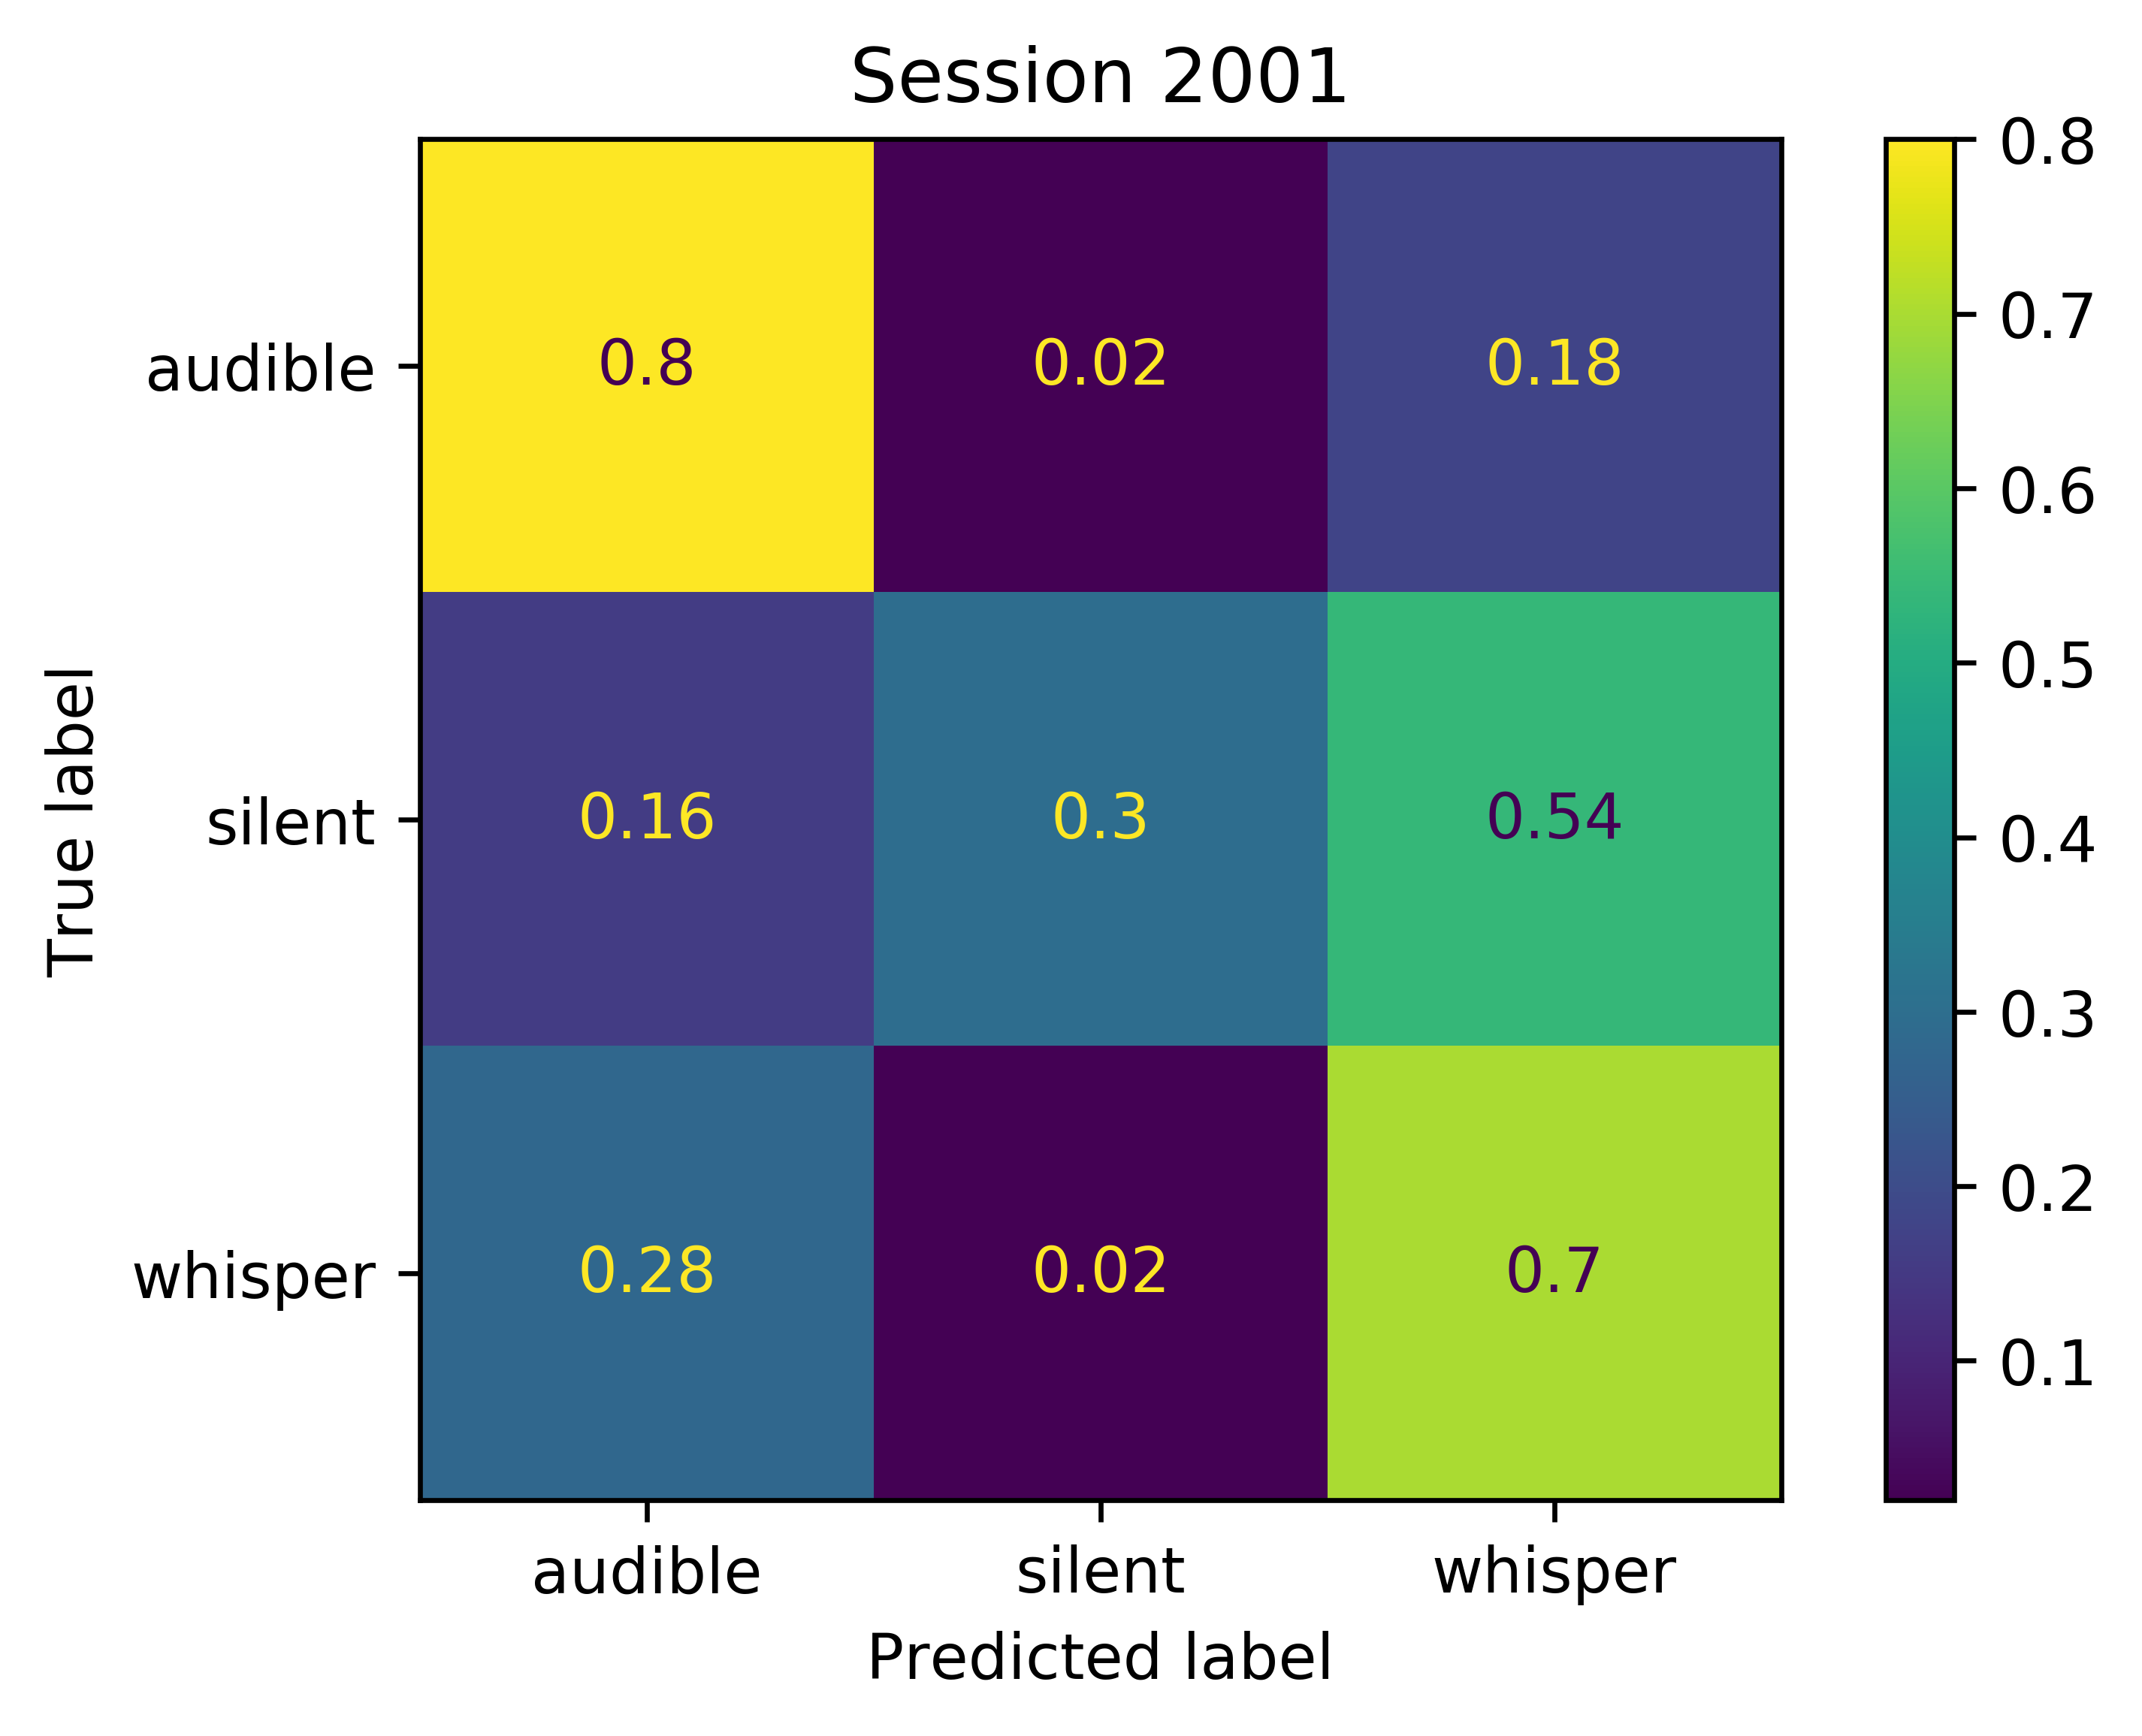 Session 2001
True label
audible 0.8 0.02 0.18
silent 0.16 0.3 0.54
whisper 0.28 0.02 0.7
audible silent whisper
Predicted label
0.8
0.7
0.6
0.5
0.4
0.3
0.2
0.1